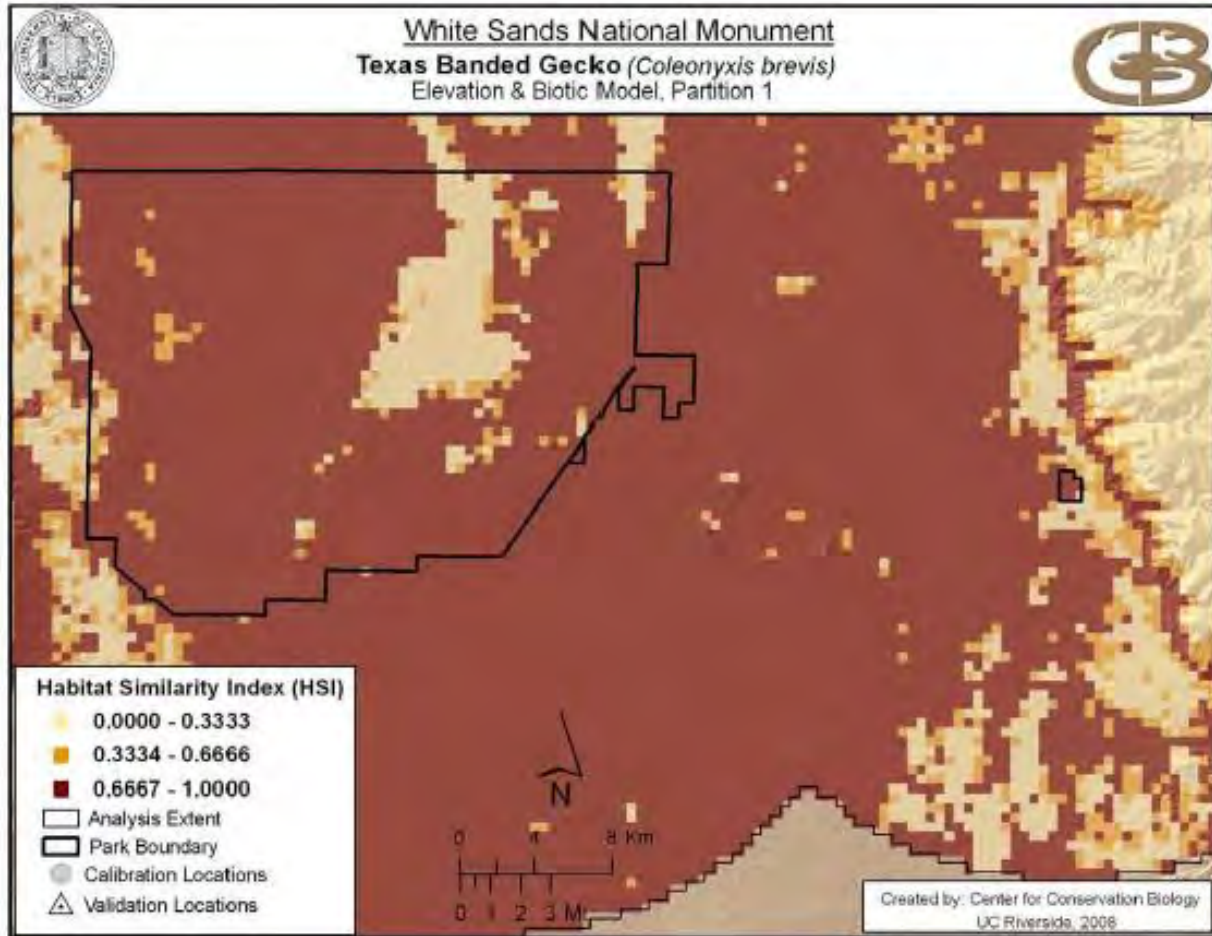 White Sands National Monument
Texas Banded Gecko (Coleonyxis brevis)
Elevation & Biotic Model, Partition 1
Habitat Similarity Index (HSI)
0.0000 - 0.3333
0.3334 - 0.6666
0.6667 - 1.0000
Analysis Extent
Park Boundary
Calibration Locations
Validation Locations
N
0 4 8 Km
0 1 2 3 Mi
Created by: Center for Conservation Biology
UC Riverside, 2008